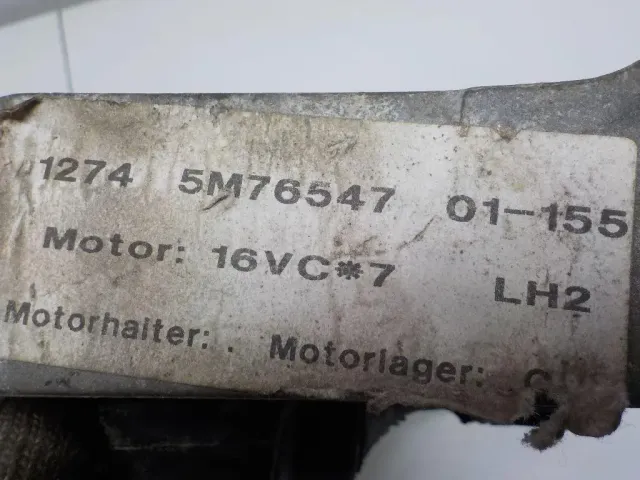 1274 5M76547 01-155
Motor: 16VC*7 LH2
Motorhalter: . Motorlager: